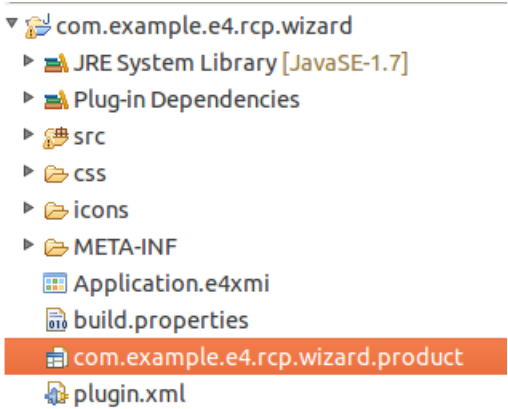 com.example.e4.rcp.wizard
JRE System Library [JavaSE-1.7]
Plug-in Dependencies
src
css
icons
META-INF
Application.e4xmi
build.properties
com.example.e4.rcp.wizard.product
plugin.xml